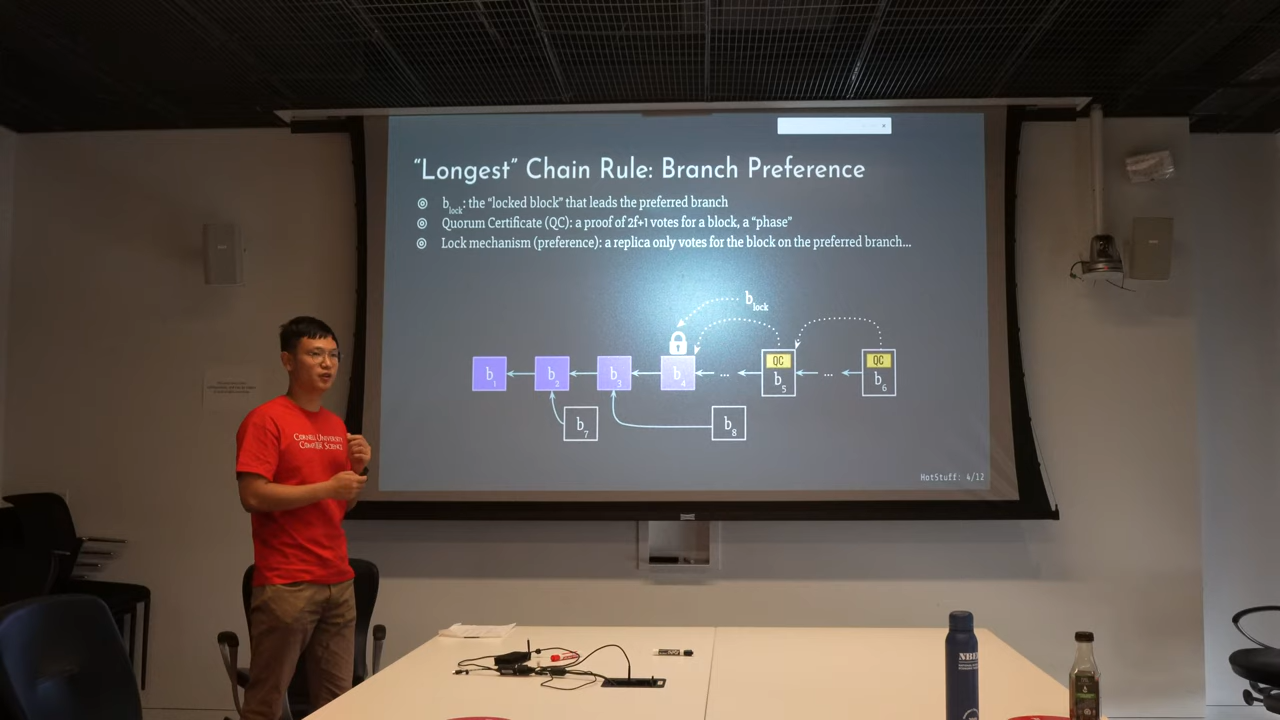 “Longest” Chain Rule: Branch Preference
b lock: the “locked block” that leads the preferred branch
Quorum Certificate (QC): a proof of 2f+1 votes for a block, a “phase”
Lock mechanism (preference): a replica only votes for the block on the preferred branch...
b lock
QC
QC
b1
b2
b3
b4
...
b5
...
b6
b7
b8
HotStuff: 4/12
CORNELL UNIVERSITY
COMPUTER SCIENCE